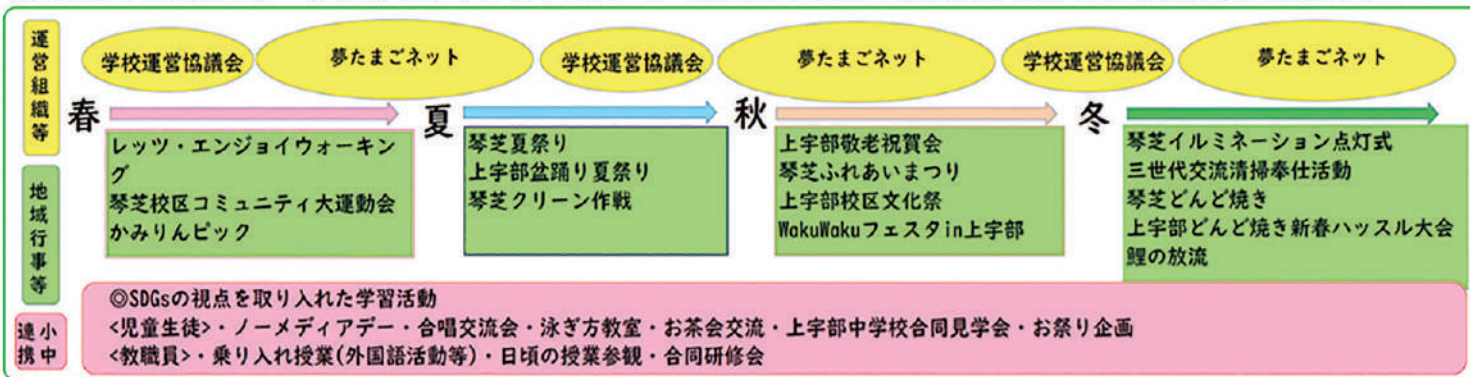 運営組織等
学校運営協議会
夢たまごネット
学校運営協議会
夢たまごネット
学校運営協議会
夢たまごネット
春
夏
秋
冬
地域行事等
レッツ・エンジョイウォーキン
グ
琴芝校区コミュニティ大運動会
かみりんピック
琴芝夏祭り
上宇部盆踊り夏祭り
琴芝クリーン作戦
上宇部敬老祝賀会
琴芝ふれあいまつり
上宇部校区文化祭
WakuWakuフェスタin上宇部
琴芝イルミネーション点灯式
三世代交流清掃奉仕活動
琴芝どんど焼き
上宇部どんど焼き新春ハッスル大会
鯉の放流
小中
連携
◎SDGsの視点を取り入れた学習活動
<児童生徒>・ノーメディアデー・合唱交流会・泳ぎ方教室・お茶会交流・上宇部中学校合同見学会・お祭り企画
<教職員>・乗り入れ授業(外国語活動等)・日頃の授業参観・合同研修会